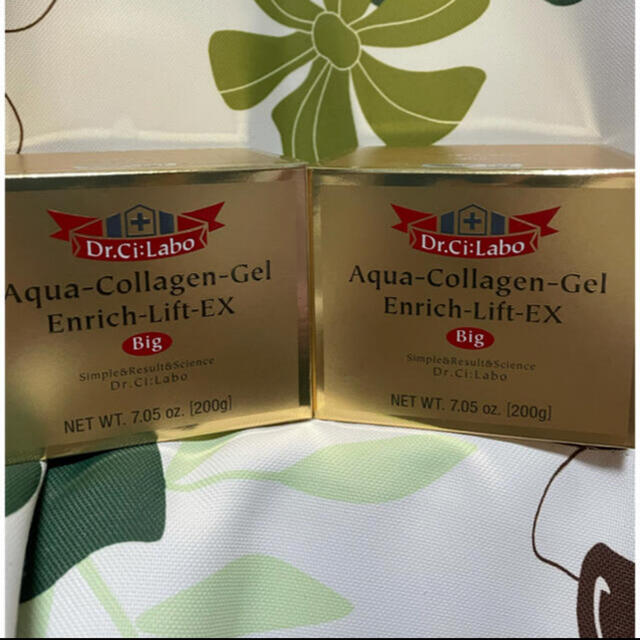 Dr.Ci:Labo
Aqua-Collagen-Gel
Enrich-Lift-EX
Big
Simple&Result&Science
Dr.Ci:Labo
NET WT. 7.05 oz. [200g]
Dr.Ci:Labo
Aqua-Collagen-Gel
Enrich-Lift-EX
Big
Simple&Result&Science
Dr.Ci:Labo
NET WT. 7.05 oz. [200g]